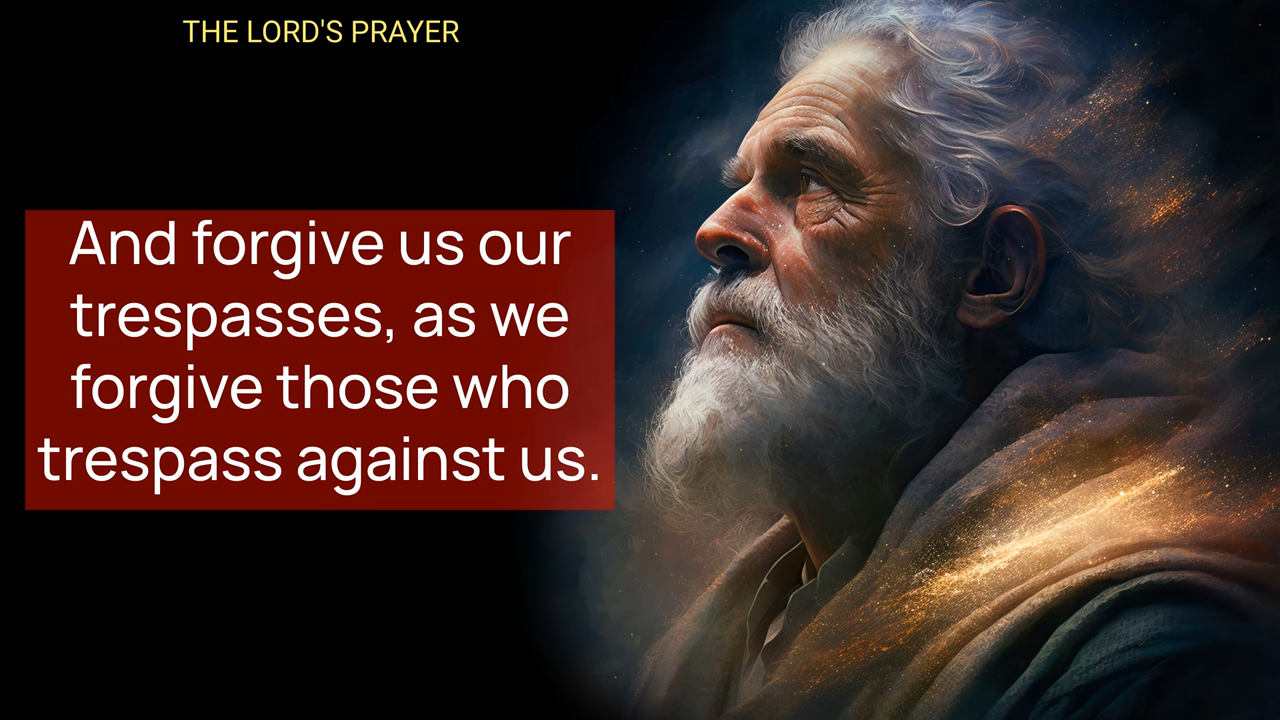 THE LORD'S PRAYER
And forgive us our
trespasses, as we
forgive those who
trespass against us.